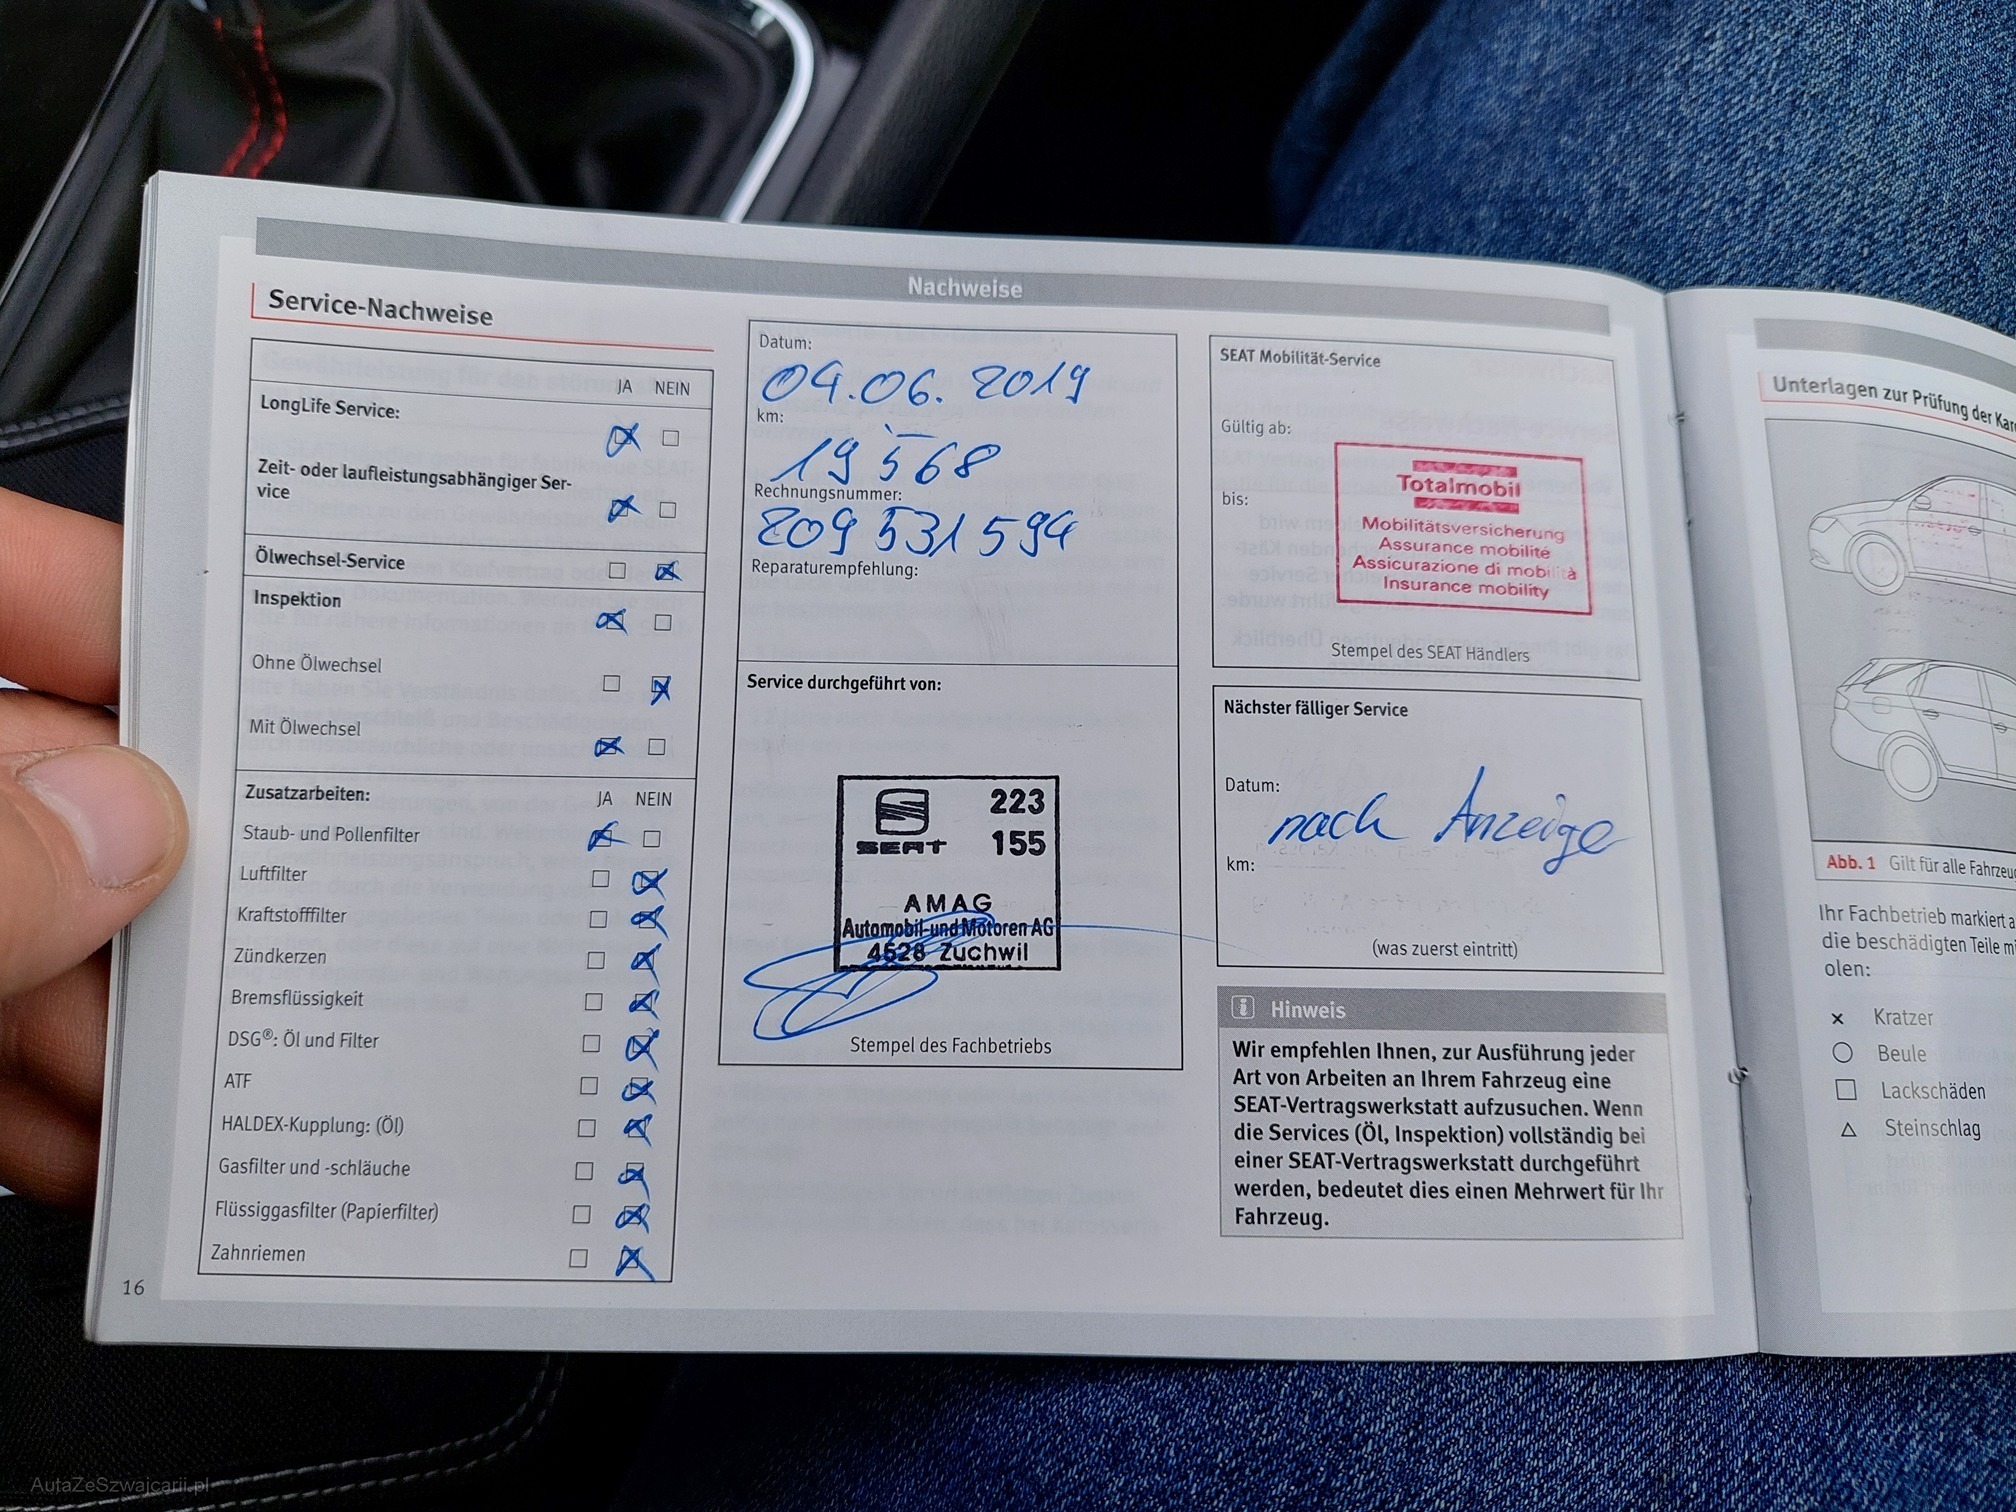 Nachweise
Service-Nachweise
JA NEIN
LongLife Service:
Zeit- oder laufleistungsabhängiger Ser-
vice
Ölwechsel-Service
Inspektion
Ohne Ölwechsel
Mit Ölwechsel
Zusatzarbeiten: JA NEIN
Staub- und Pollenfilter
Luftfilter
Kraftstofffilter
Zündkerzen
Bremsflüssigkeit
DSG®: Öl und Filter
ATF
HALDEX-Kupplung: (Öl)
Gasfilter und -schläuche
Flüssiggasfilter (Papierfilter)
Zahnriemen
16
Datum:
04.06.2019
km:
19'568
Rechnungsnummer:
209 531 594
Reparaturempfehlung:
Service durchgeführt von:
223
SEAT 155
AMAG
Automobil-und Motoren AG
4528 Zuchwil
Stempel des Fachbetriebs
SEAT Mobilität-Service
Gültig ab:
bis:
Totalmobil
Mobilitätsversicherung
Assurance mobilité
Assicurazione di mobilità
Insurance mobility
Stempel des SEAT Händlers
Nächster fälliger Service
Datum:
nach Anzeige
km:
(was zuerst eintritt)
i Hinweis
Wir empfehlen Ihnen, zur Ausführung jeder
Art von Arbeiten an Ihrem Fahrzeug eine
SEAT-Vertragswerkstatt aufzusuchen. Wenn
die Services (Öl, Inspektion) vollständig bei
einer SEAT-Vertragswerkstatt durchgeführt
werden, bedeutet dies einen Mehrwert für Ihr
Fahrzeug.
Unterlagen zur Prüfung der
Abb. 1 Gilt für alle
Ihr Fachbetrieb markiert
die beschädigten Teile
olen:
Kratzer
Beule
Lackschäden
Steinschlag
AutaZeSzwajcarii.pl